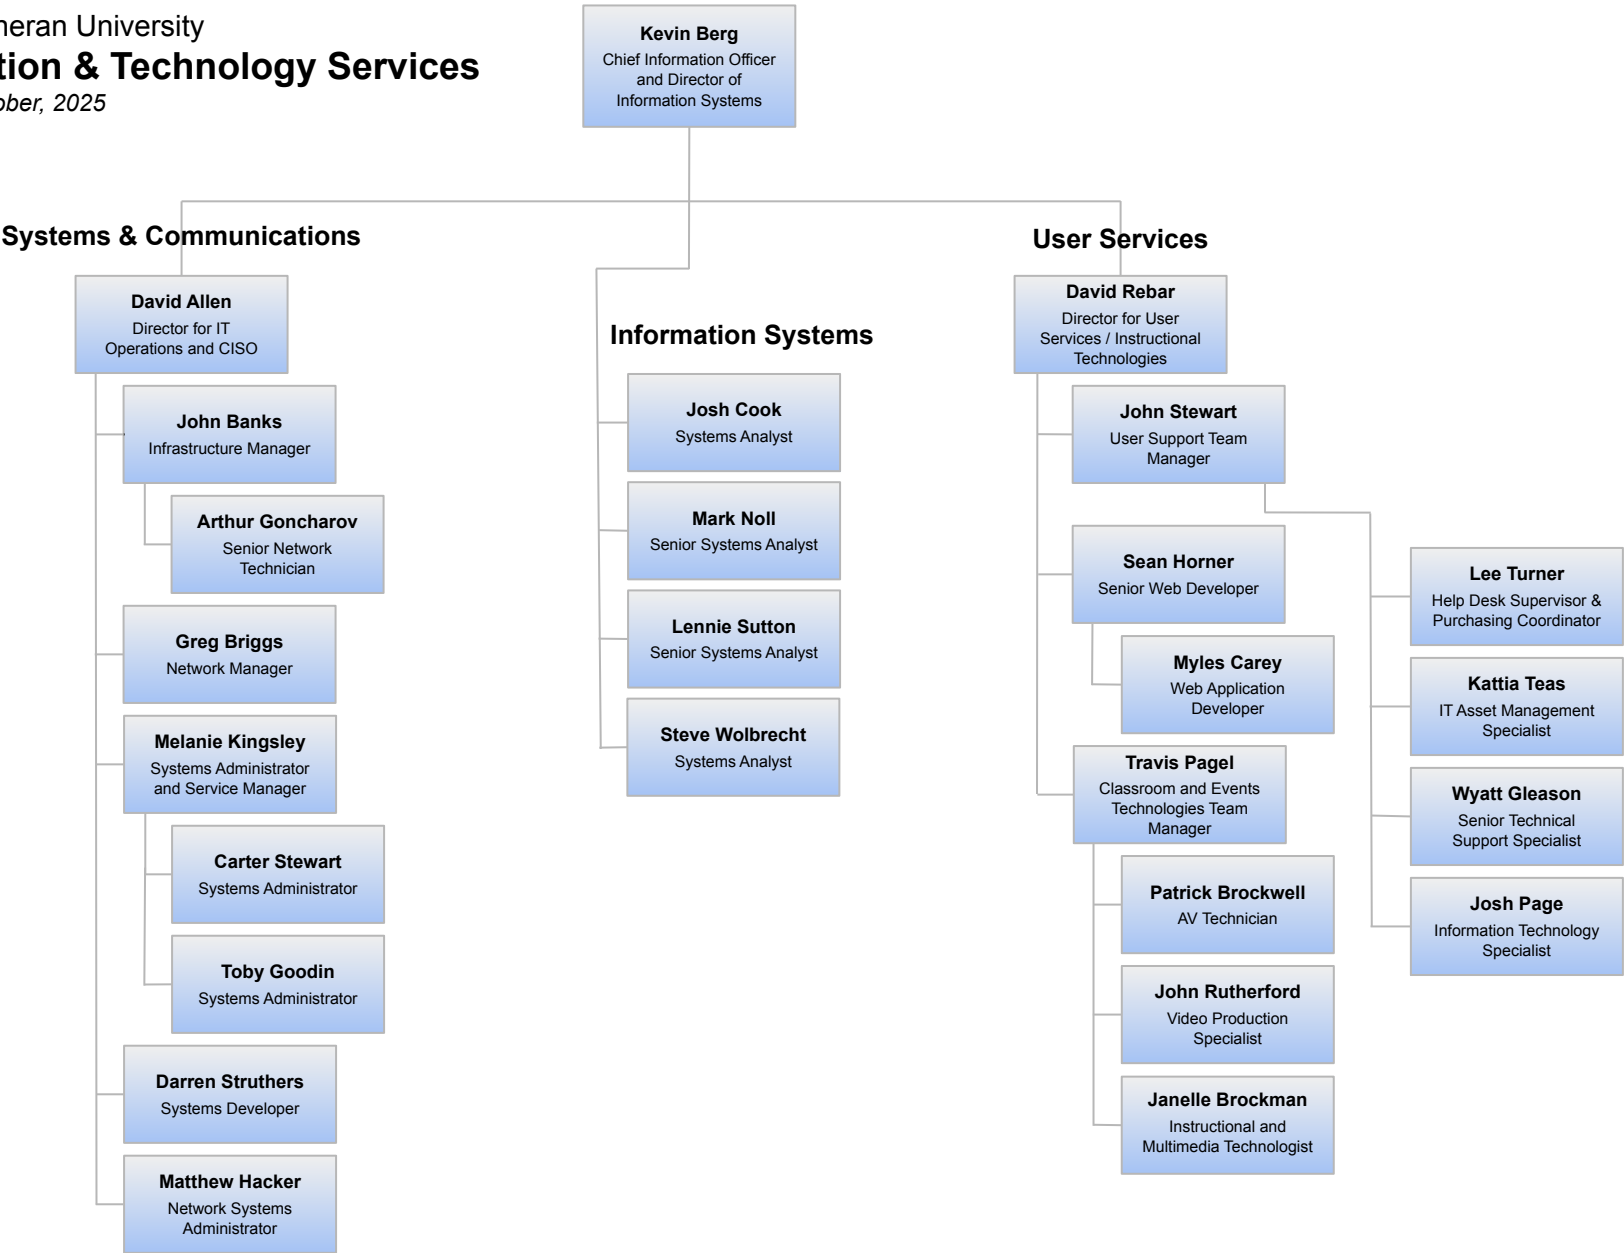 University
& Technology Services
2025
Kevin Berg
Chief Information Officer
and Director of
Information Systems
Systems & Communications
David Allen
Director for IT
Operations and CISO
John Banks
Infrastructure Manager
Arthur Goncharov
Senior Network
Technician
Greg Briggs
Network Manager
Melanie Kingsley
Systems Administrator
and Service Manager
Carter Stewart
Systems Administrator
Toby Goodin
Systems Administrator
Darren Struthers
Systems Developer
Matthew Hacker
Network Systems
Administrator
Information Systems
Josh Cook
Systems Analyst
Mark Noll
Senior Systems Analyst
Lennie Sutton
Senior Systems Analyst
Steve Wolbrecht
Systems Analyst
User Services
David Rebar
Director for User
Services / Instructional
Technologies
John Stewart
User Support Team
Manager
Sean Horner
Senior Web Developer
Myles Carey
Web Application
Developer
Travis Pagel
Classroom and Events
Technologies Team
Manager
Patrick Brockwell
AV Technician
John Rutherford
Video Production
Specialist
Janelle Brockman
Instructional and
Multimedia Technologist
Lee Turner
Help Desk Supervisor &
Purchasing Coordinator
Kattia Teas
IT Asset Management
Specialist
Wyatt Gleason
Senior Technical
Support Specialist
Josh Page
Information Technology
Specialist